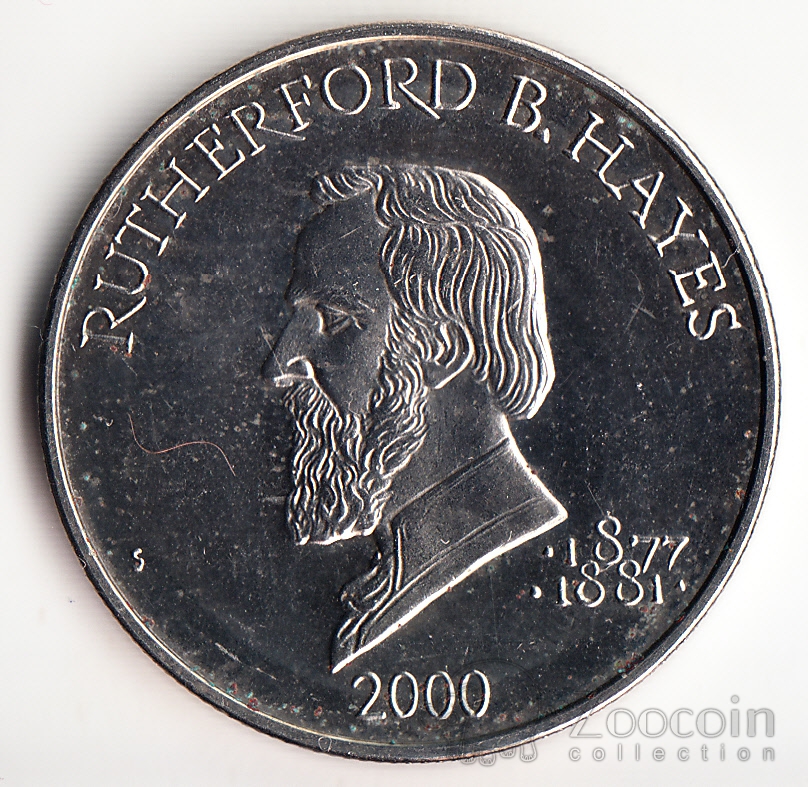 RUTHERFORD B. HAYES
S
·1877
·1881·
2000
Zoocoin
collection